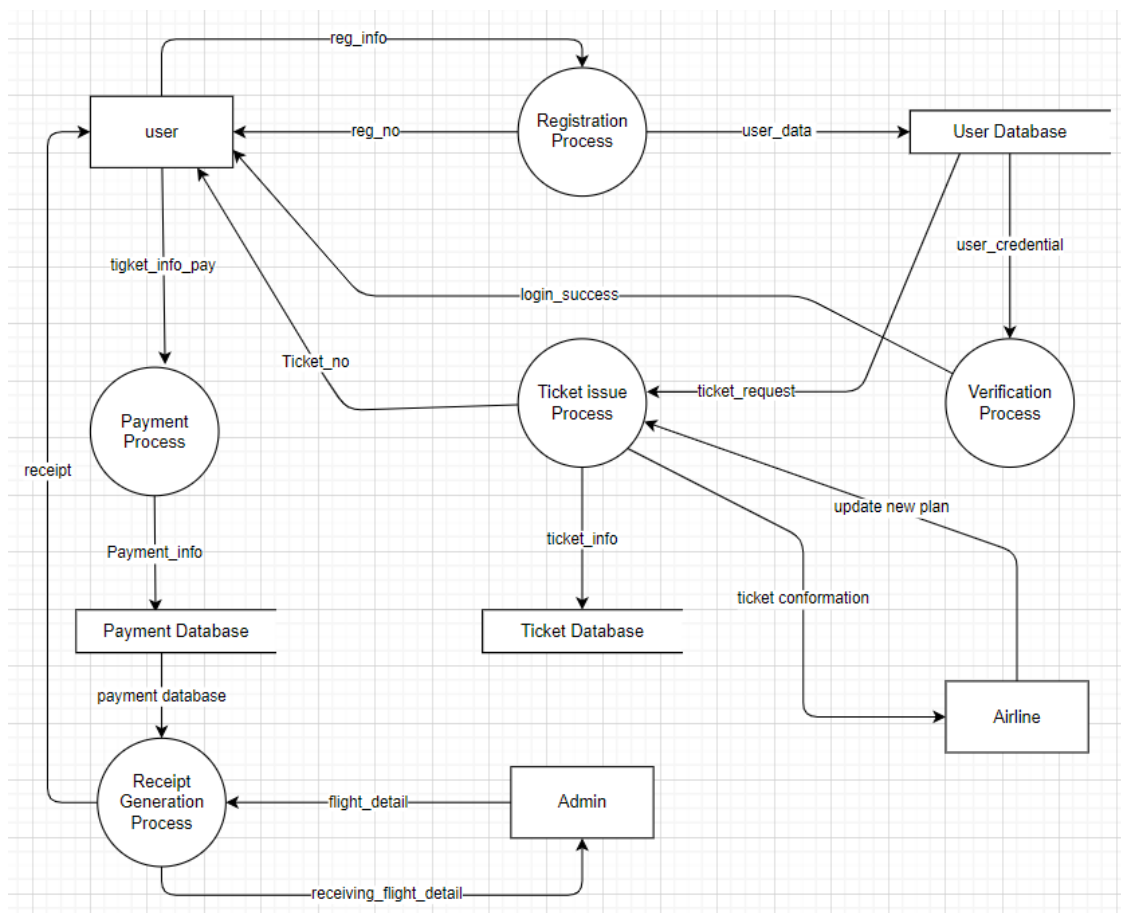 reg_info
Registration
Process
user
reg_no
user_data
User Database
user_credential
tigket_info_pay
login_success
Ticket_no
Ticket issue
Process
ticket_request
Verification
Process
Payment
Process
receipt
update new plan
Payment_info
ticket_info
ticket conformation
Payment Database
Ticket Database
payment database
Airline
Receipt
Generation
Process
flight_detail
Admin
receiving_flight_detail